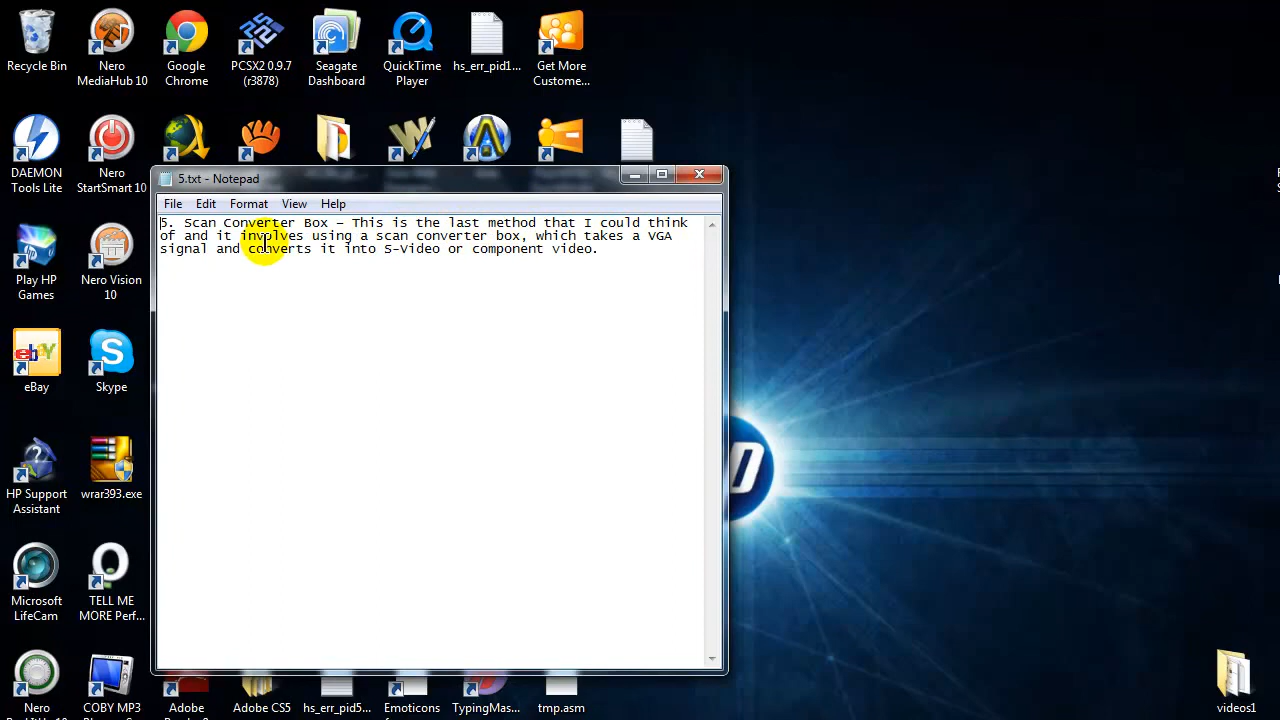 Recycle Bin
Nero MediaHub 10
Google Chrome
PCSX2 0.9.7 (r3878)
Seagate Dashboard
QuickTime Player
hs_err_pid1...
Get More Custome...
DAEMON Tools Lite
Nero StartSmart 10
5.txt - Notepad
File Edit Format View Help
5. Scan Converter Box – This is the last method that I could think
of and it involves using a scan converter box, which takes a VGA
signal and converts it into S-Video or component video.
Play HP Games
Nero Vision 10
eBay
Skype
HP Support Assistant
wrar393.exe
Microsoft LifeCam
TELL ME MORE Perf...
Nero
COBY MP3
Adobe
Adobe CS5
hs_err_pid5...
Emoticons
TypingMas...
tmp.asm
videos1